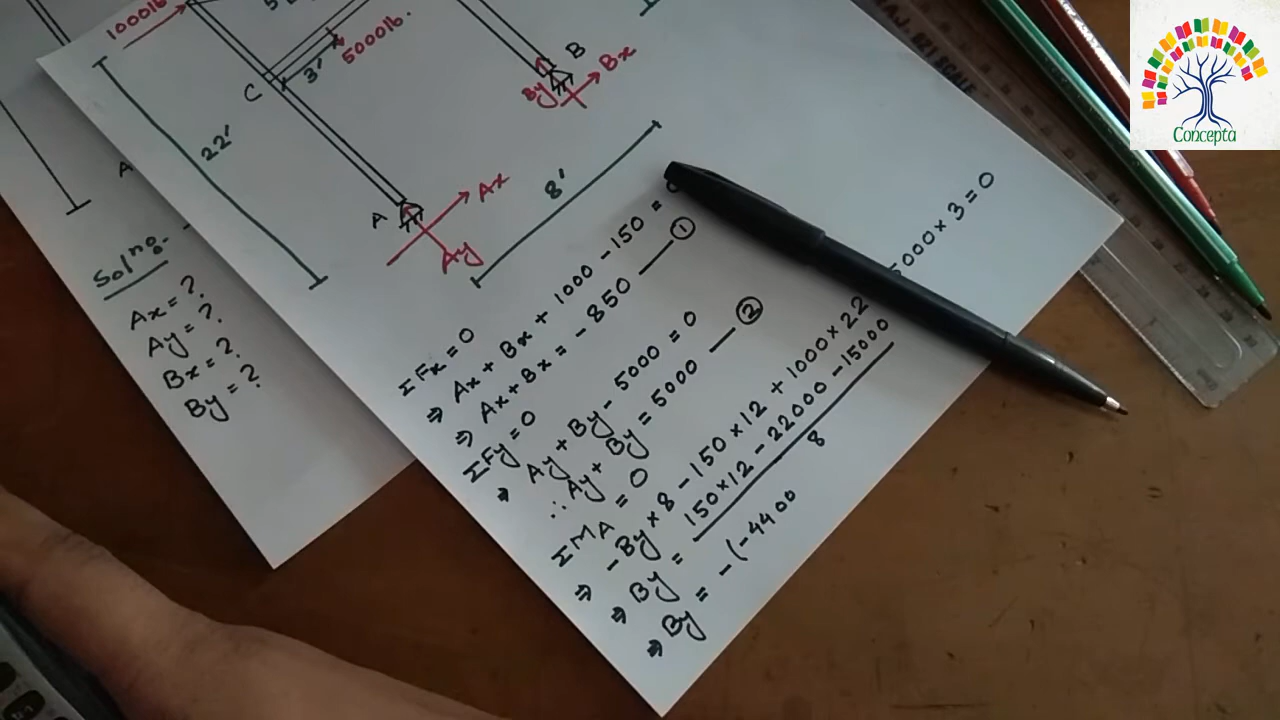 1000lb
5000lb.
3'
C
22'
A
Ax
Ay
B
By
Bx
8'
A
Soln.
Ax = ?
Ay = ?
Bx = ?
By = ?
ΣFx = 0
⇒ Ax + Bx + 1000 - 150 =
⇒ Ax + Bx = - 850 — ①
ΣFy = 0
⇒ Ay + By - 5000 = 0
∴ Ay + By = 5000 — ②
ΣMA = 0
⇒ - By × 8 - 150 × 12 + 1000 × 22 5000 × 3 = 0
⇒ By = 150 × 12 - 22000 - 15000
8
⇒ By = - (- 4400
Concepta